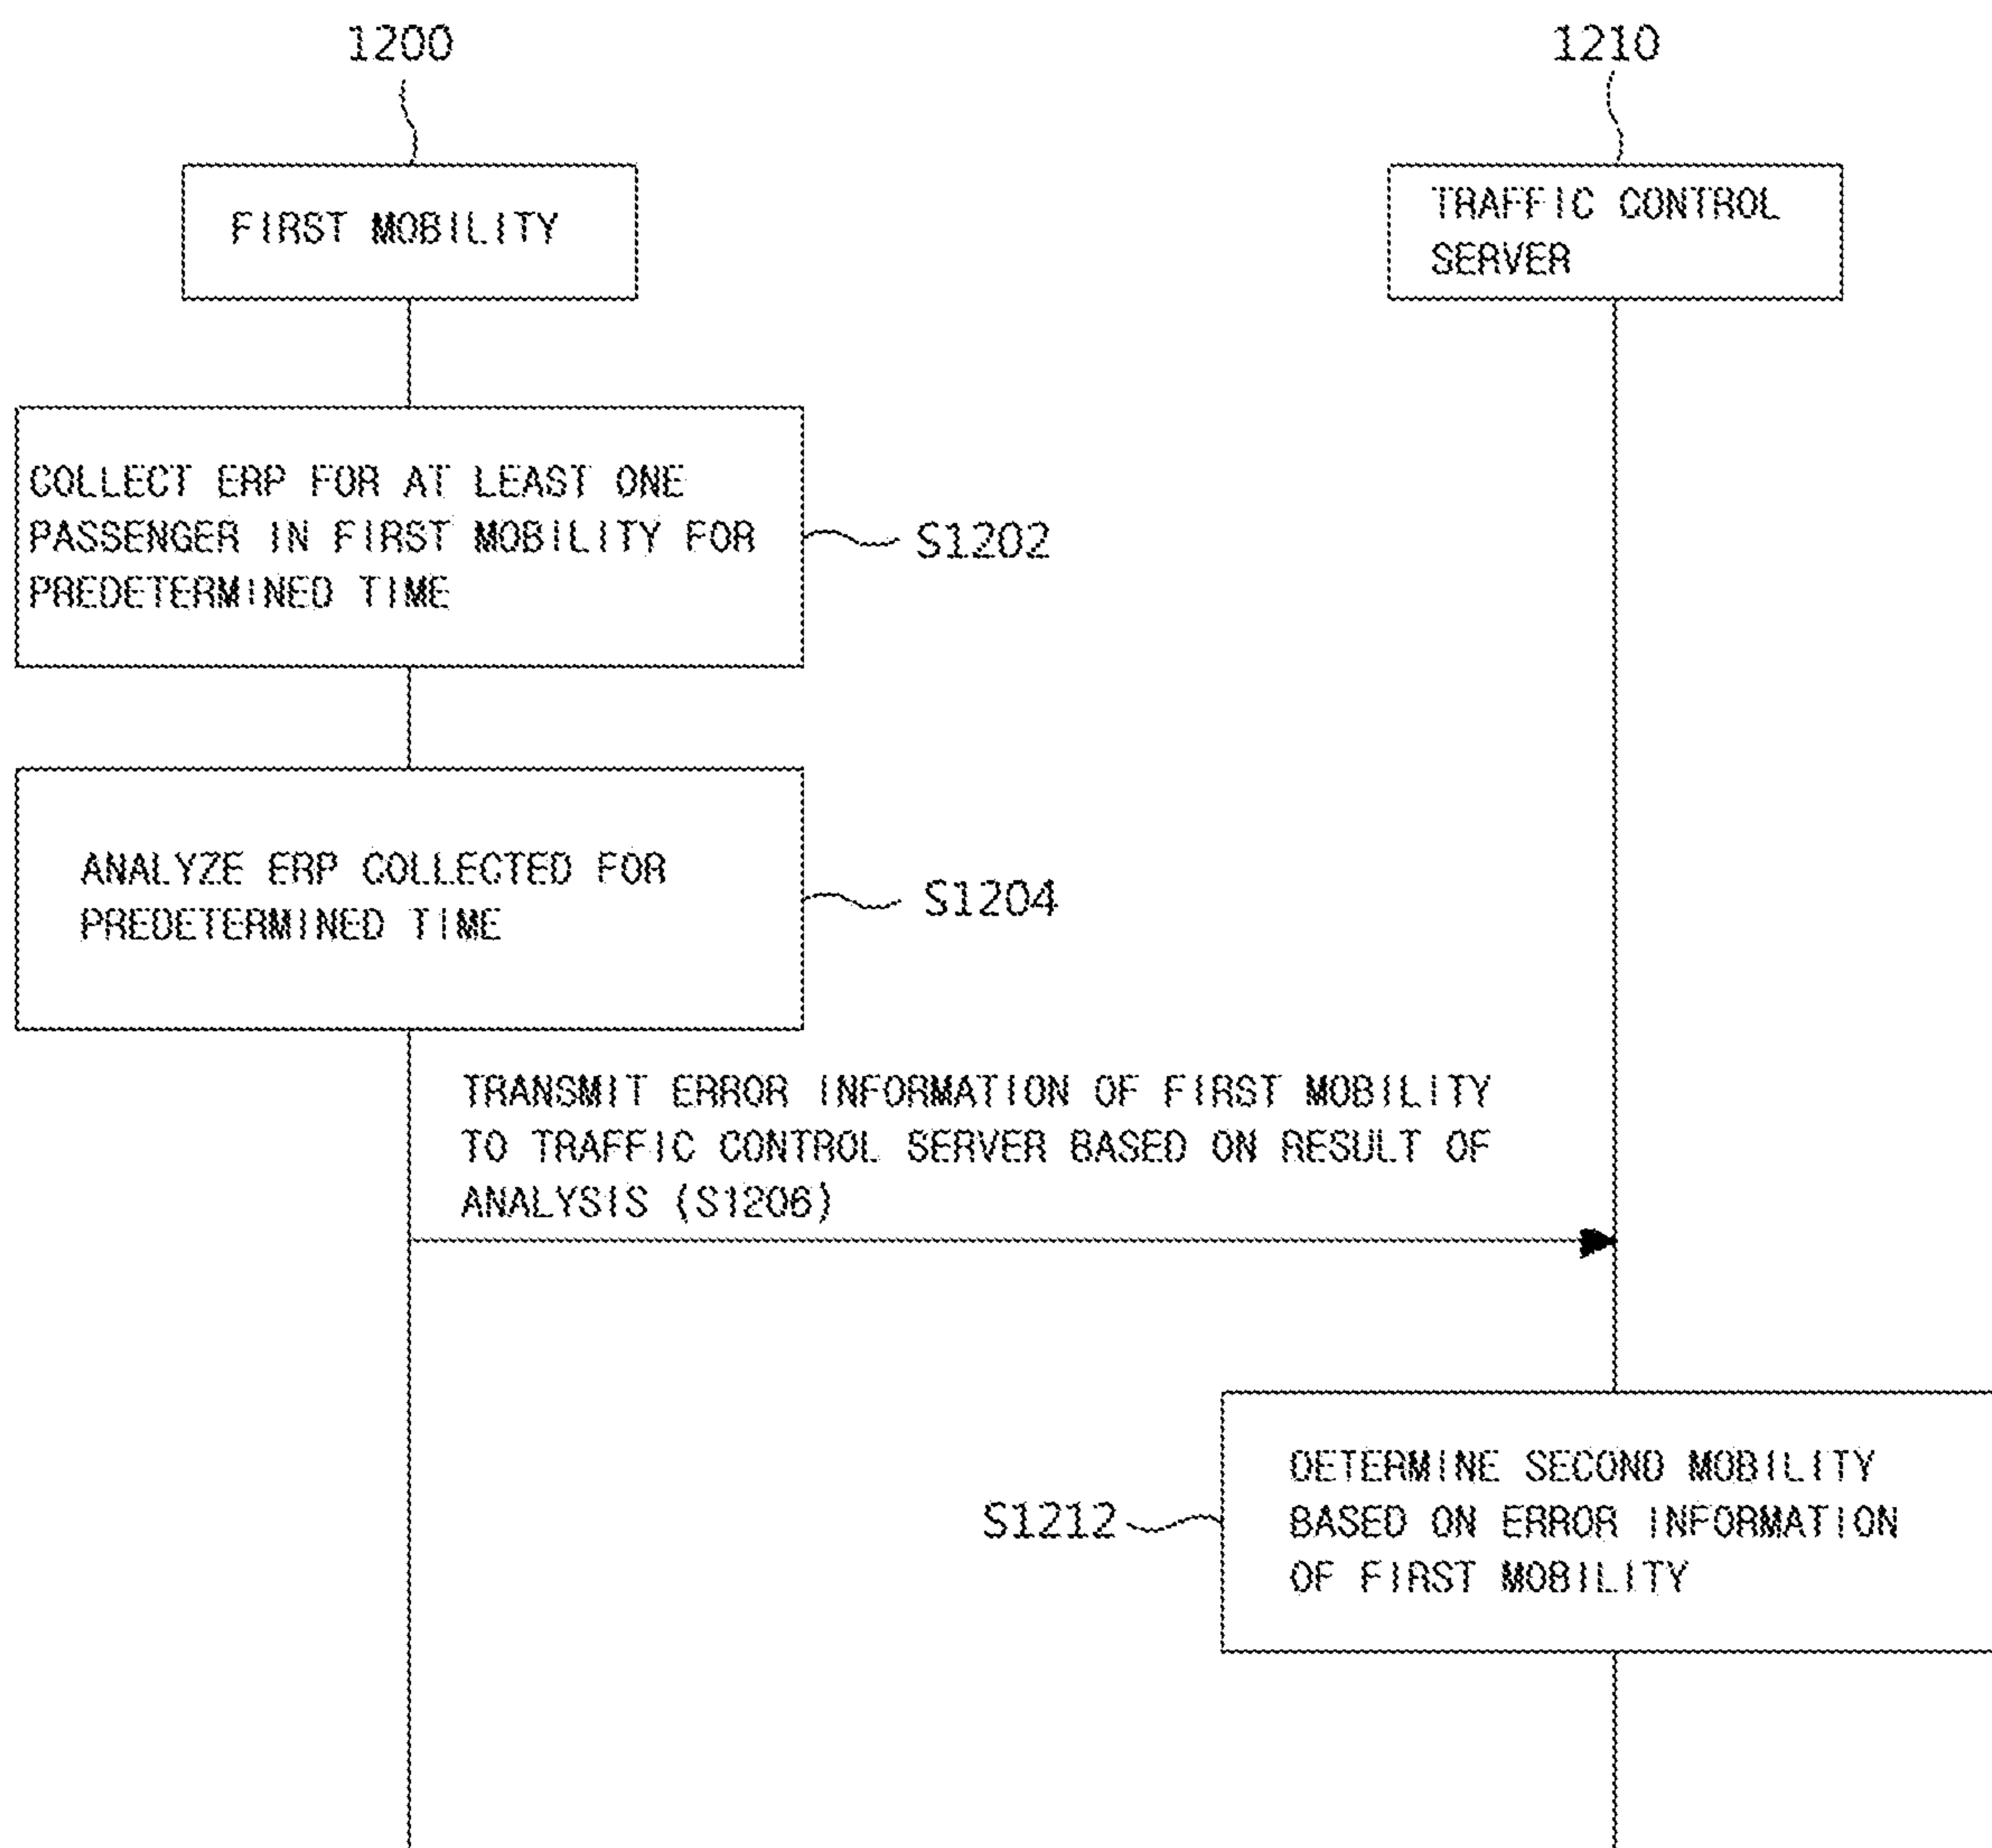 1200
1210
FIRST MOBILITY
TRAFFIC CONTROL
SERVER
COLLECT ERP FOR AT LEAST ONE
PASSENGER IN FIRST MOBILITY FOR
PREDETERMINED TIME
S1202
ANALYZE ERP COLLECTED FOR
PREDETERMINED TIME
S1204
TRANSMIT ERROR INFORMATION OF FIRST MOBILITY
TO TRAFFIC CONTROL SERVER BASED ON RESULT OF
ANALYSIS (S1206)
S1212
DETERMINE SECOND MOBILITY
BASED ON ERROR INFORMATION
OF FIRST MOBILITY